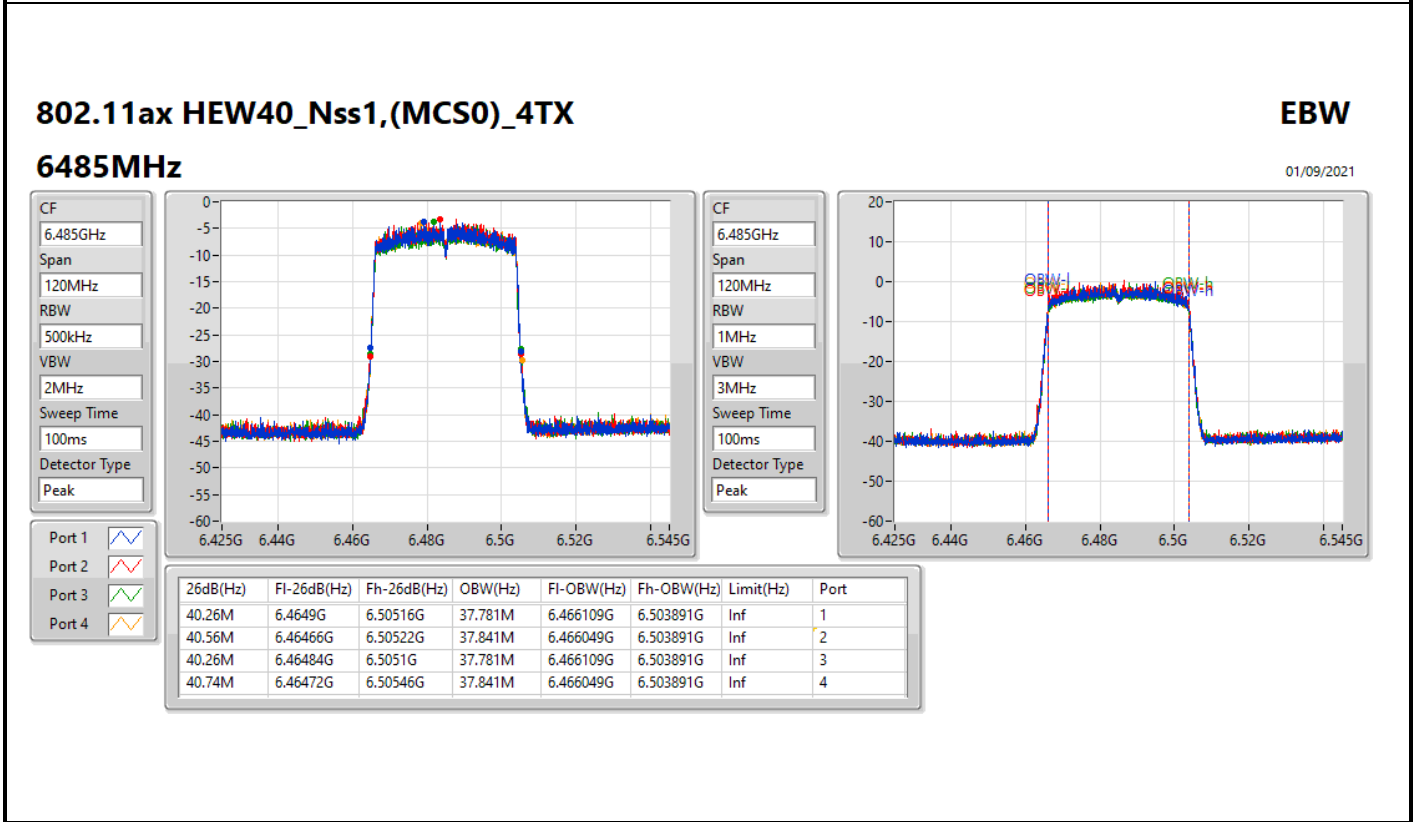 802.11ax HEW40_Nss1,(MCS0)_4TX
EBW
6485MHz
01/09/2021
CF
6.485GHz
Span
120MHz
RBW
500kHz
VBW
2MHz
Sweep Time
100ms
Detector Type
Peak
0
-5
-10
-15
-20
-25
-30
-35
-40
-45
-50
-55
-60
6.425G 6.44G 6.46G 6.48G 6.5G 6.52G 6.545G
CF
6.485GHz
Span
120MHz
RBW
1MHz
VBW
3MHz
Sweep Time
100ms
Detector Type
Peak
20
10
0
-10
-20
-30
-40
-50
-60
OBW-l
OBW-h
OBW-h
6.425G 6.44G 6.46G 6.48G 6.5G 6.52G 6.545G
Port 1
Port 2
Port 3
Port 4
26dB(Hz) Fl-26dB(Hz) Fh-26dB(Hz) OBW(Hz) Fl-OBW(Hz) Fh-OBW(Hz) Limit(Hz) Port
40.26M 6.4649G 6.50516G 37.781M 6.466109G 6.503891G Inf 1
40.56M 6.46466G 6.50522G 37.841M 6.466049G 6.503891G Inf 2
40.26M 6.46484G 6.5051G 37.781M 6.466109G 6.503891G Inf 3
40.74M 6.46472G 6.50546G 37.841M 6.466049G 6.503891G Inf 4